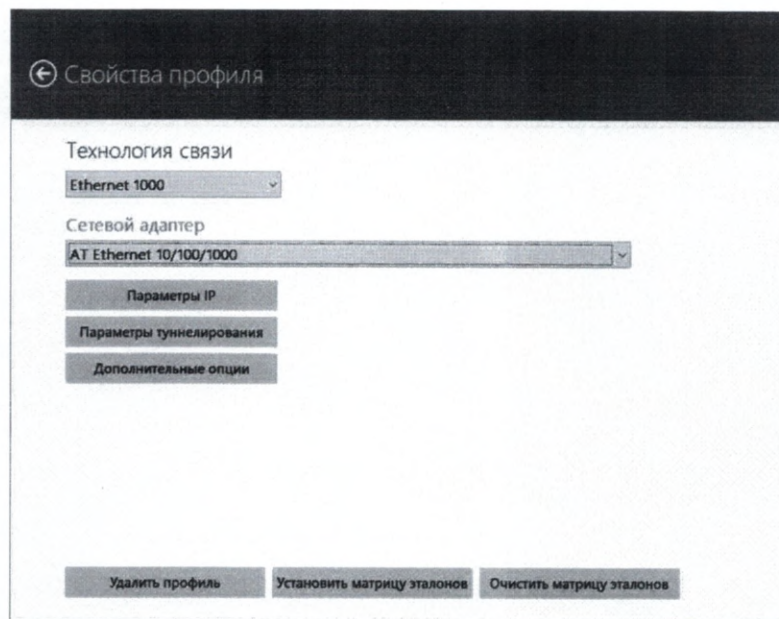 Свойства профиля
Технология связи
Ethernet 1000
Сетевой адаптер
AT Ethernet 10/100/1000
Параметры IP
Параметры туннелирования
Дополнительные опции
Удалить профиль Установить матрицу эталонов Очистить матрицу эталонов